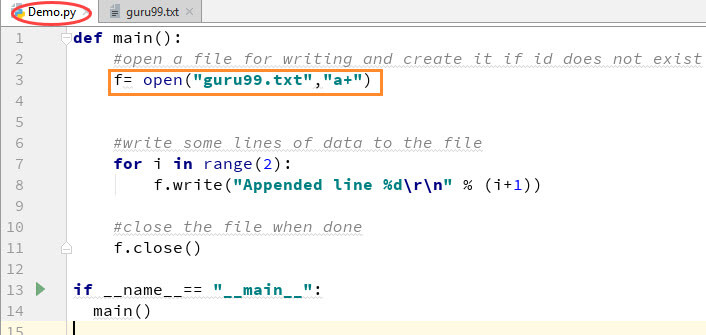 Demo.py guru99.txt
1 def main():
2 #open a file for writing and create it if id does not exist
3 f= open("guru99.txt","a+")
4
5
6 #write some lines of data to the file
7 for i in range(2):
8 f.write("Appended line %d\r\n" % (i+1))
9
10 #close the file when done
11 f.close()
12
13 if __name__== "__main__":
14 main()
15